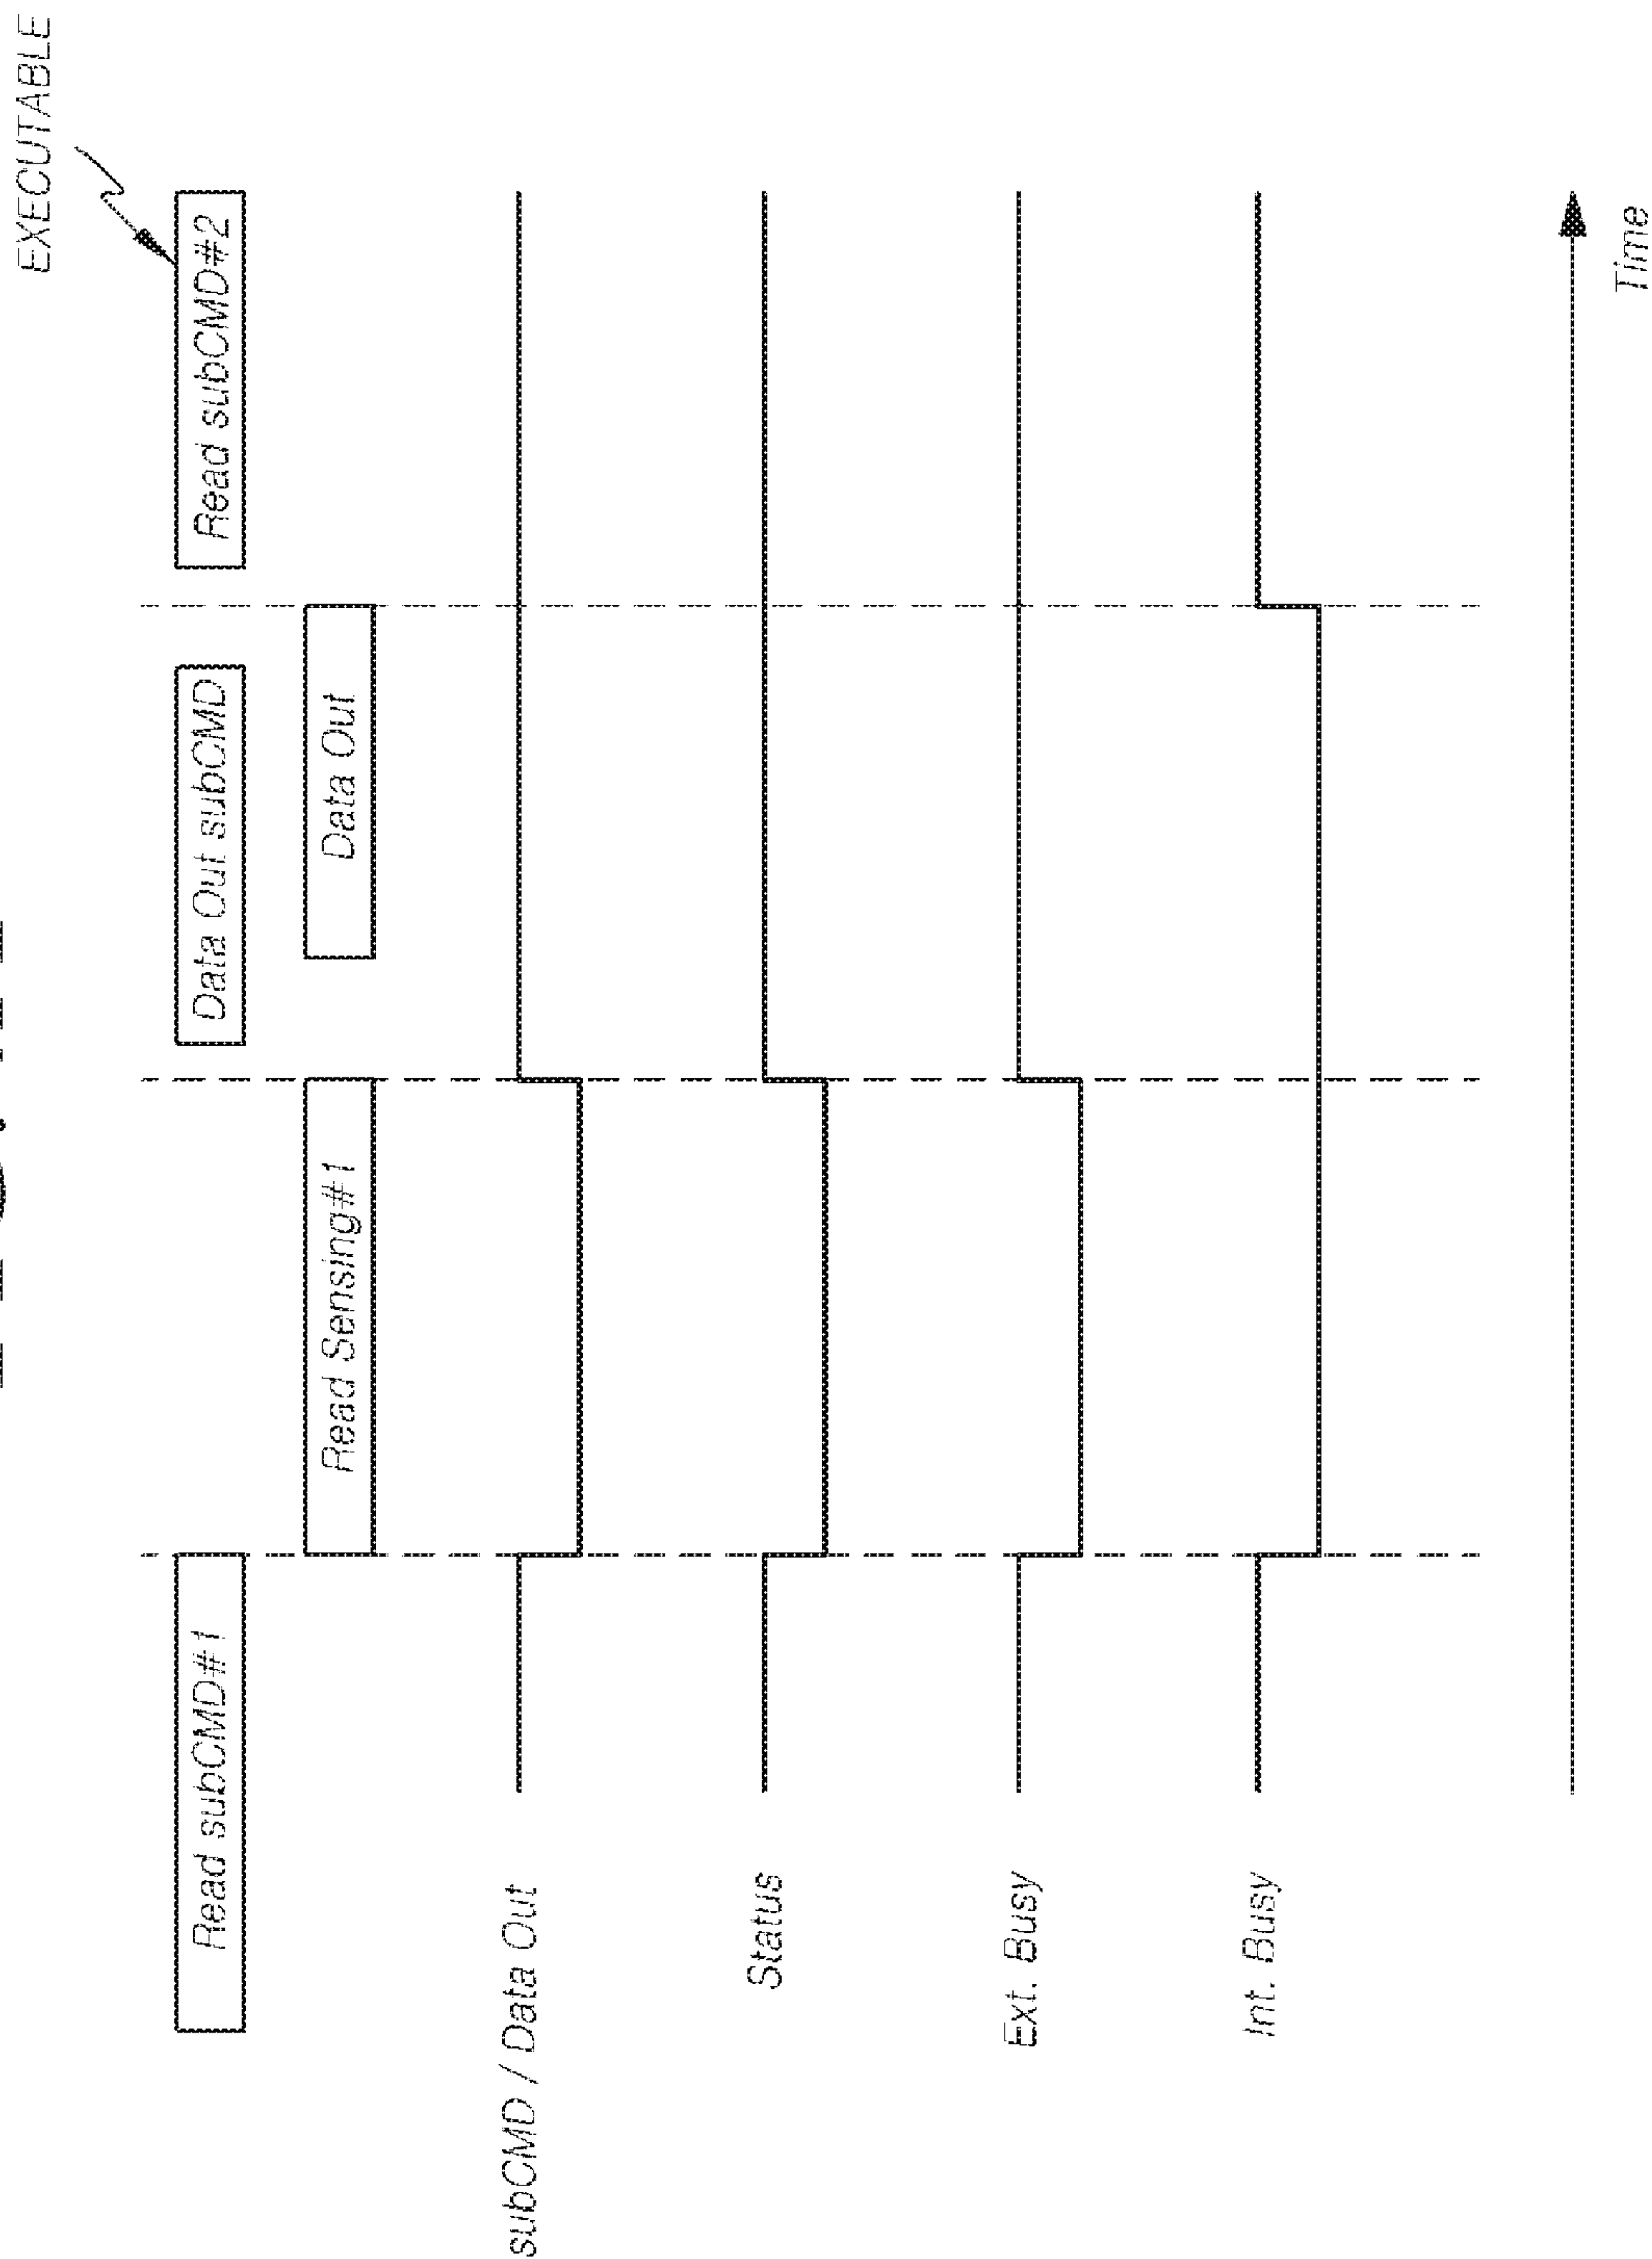 EXECUTABLE
Read subCMD#1
Data Out subCMD
Read subCMD#2
Read Sensing#1
Data Out
subCMD / Data Out
Status
Ext. Busy
Int. Busy
Time